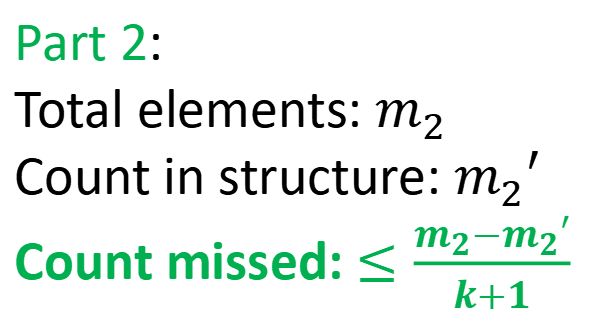 Part 2:
Total elements: m₂
Count in structure: m₂′
Count missed: ≤ (m₂−m₂′)/(k+1)